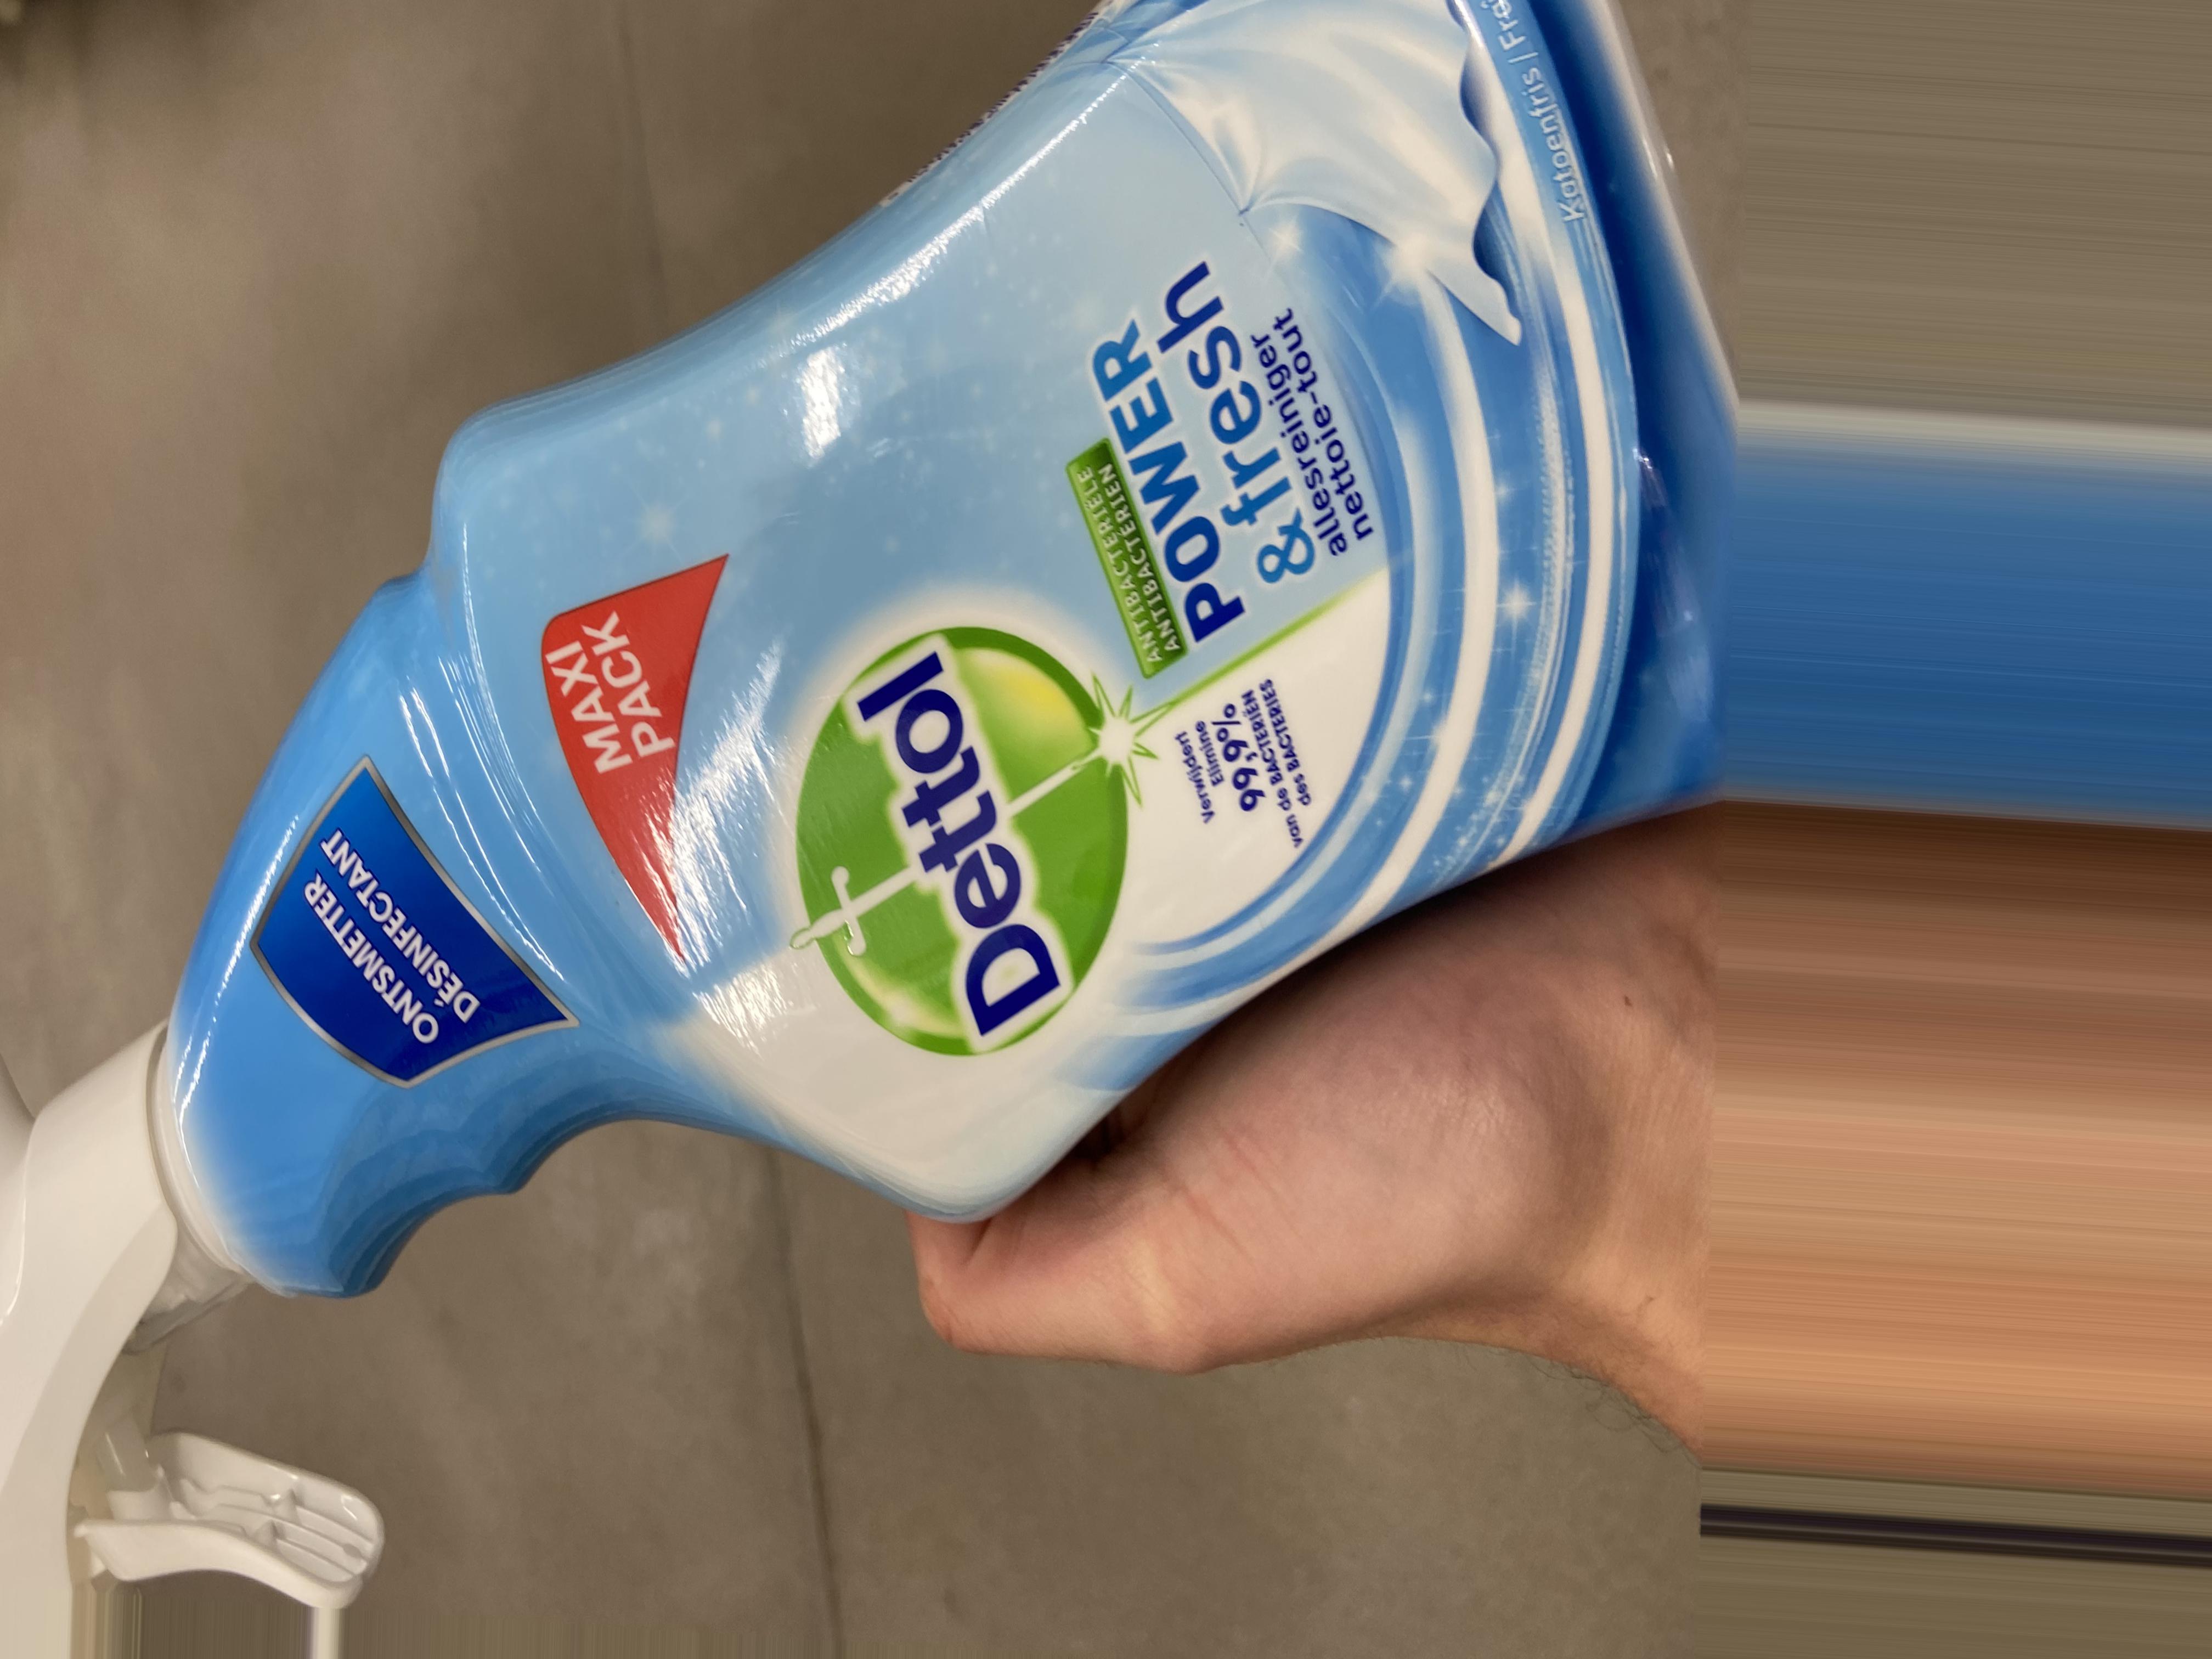 ONTSMETTER
DÉSINFECTANT
MAXI
PACK
Dettol
ANTIBACTERIËLE
ANTIBACTÉRIEN
POWER
& fresh
allesreiniger
nettoie-tout
Verwijdert
Elimine
99,9%
van de BACTERIËN
des BACTERIES
Katoenfris |